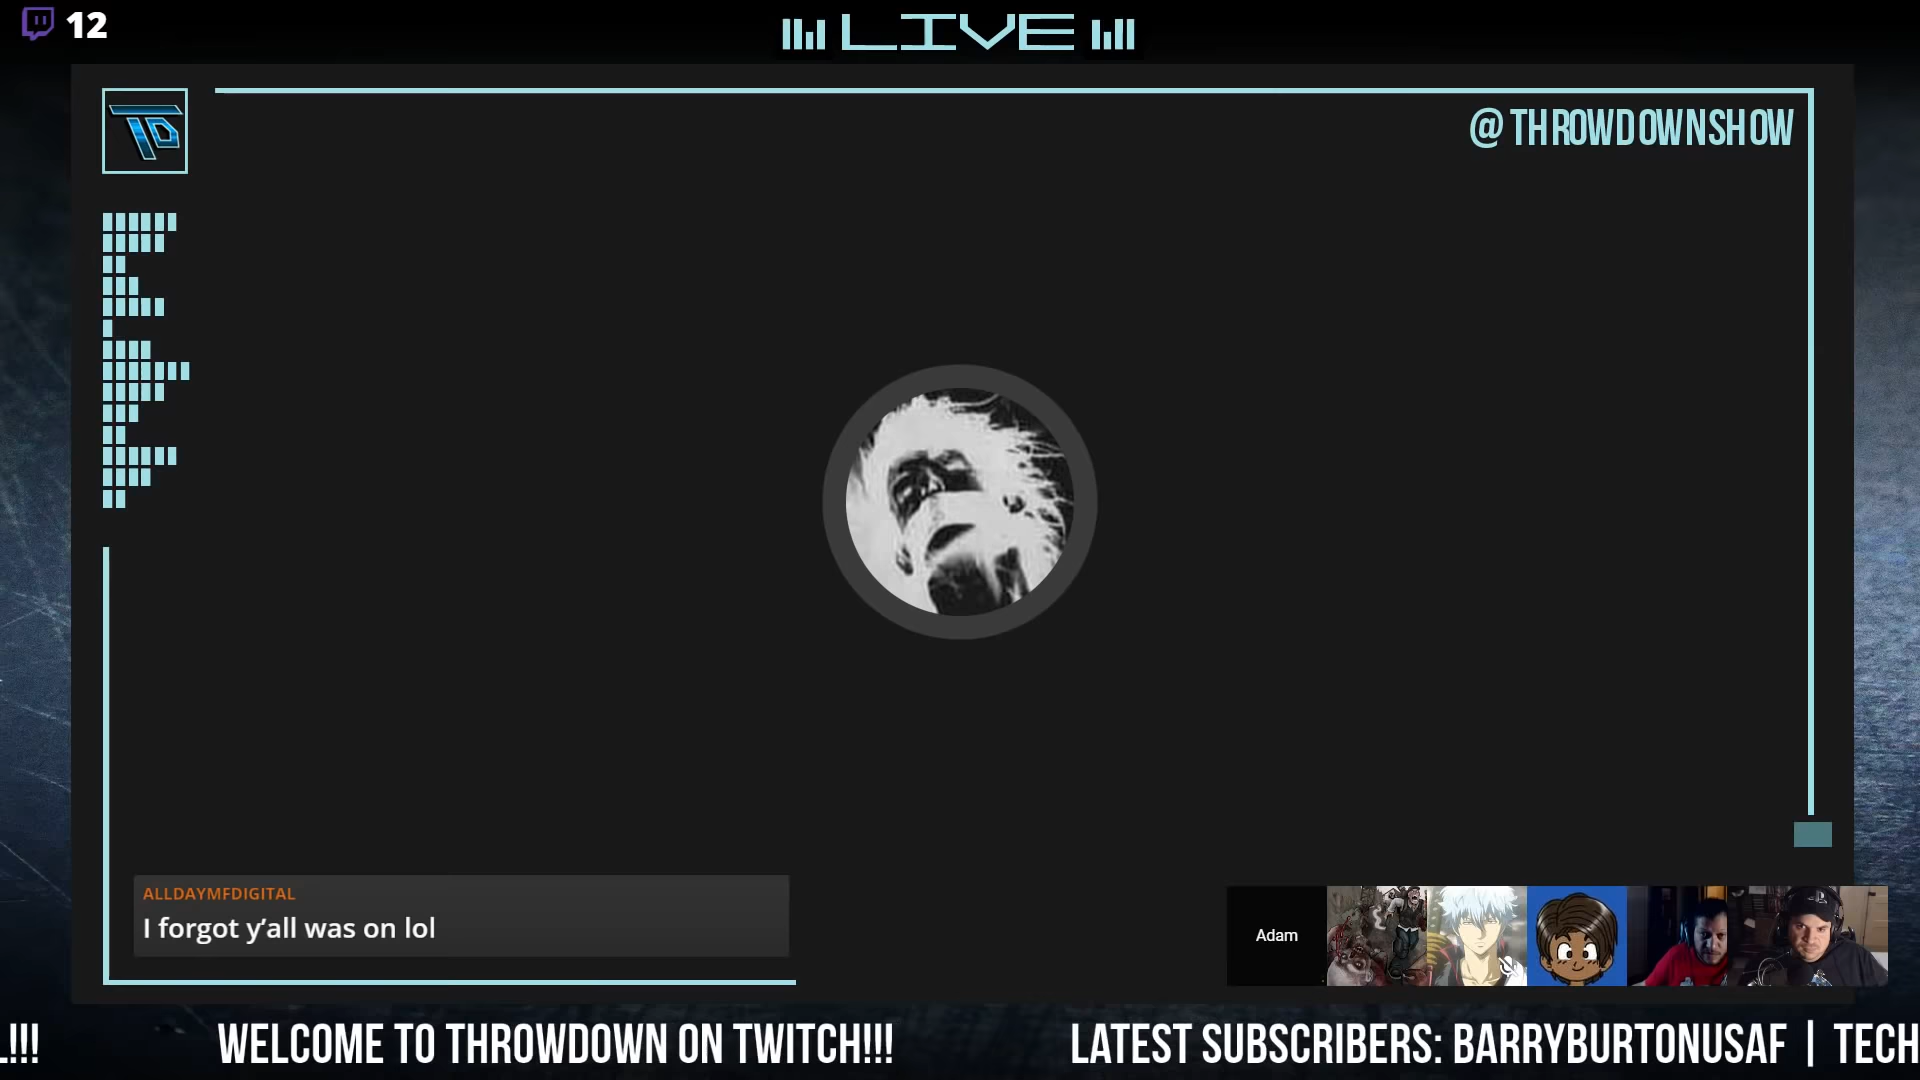 12
LIVE
TD
@THROWDOWNSHOW
ALLDAYMFDIGITAL
I forgot y’all was on lol
Adam
L!!! WELCOME TO THROWDOWN ON TWITCH!!! LATEST SUBSCRIBERS: BARRYBURTONUSAF | TECH